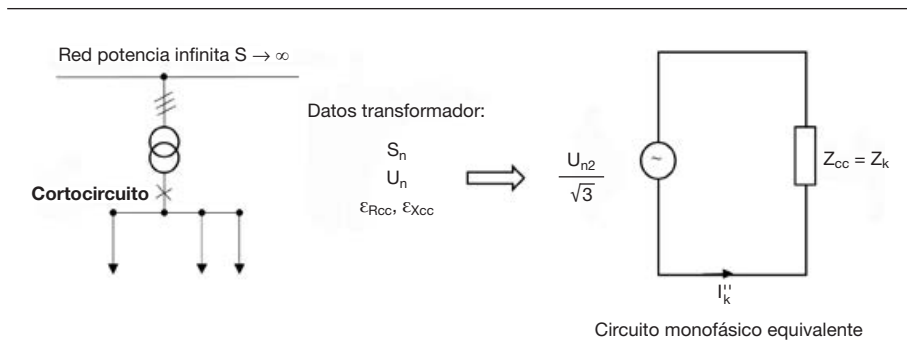 Red potencia infinita S → ∞
Datos transformador:
Sn
Un
εRcc, εXcc
Cortocircuito
Un2
√3
~
Zcc = Zk
I''k
Circuito monofásico equivalente